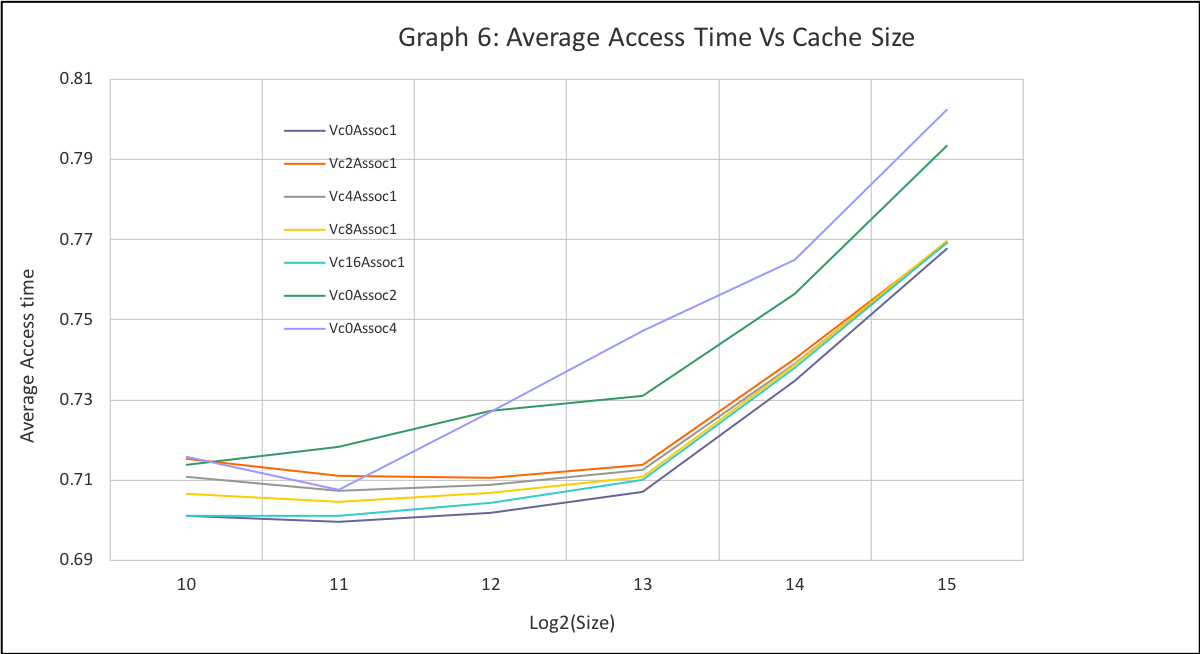 Graph 6: Average Access Time Vs Cache Size
0.81
0.79
0.77
0.75
0.73
0.71
0.69
Average Access time
Vc0Assoc1
Vc2Assoc1
Vc4Assoc1
Vc8Assoc1
Vc16Assoc1
Vc0Assoc2
Vc0Assoc4
10 11 12 13 14 15
Log2(Size)